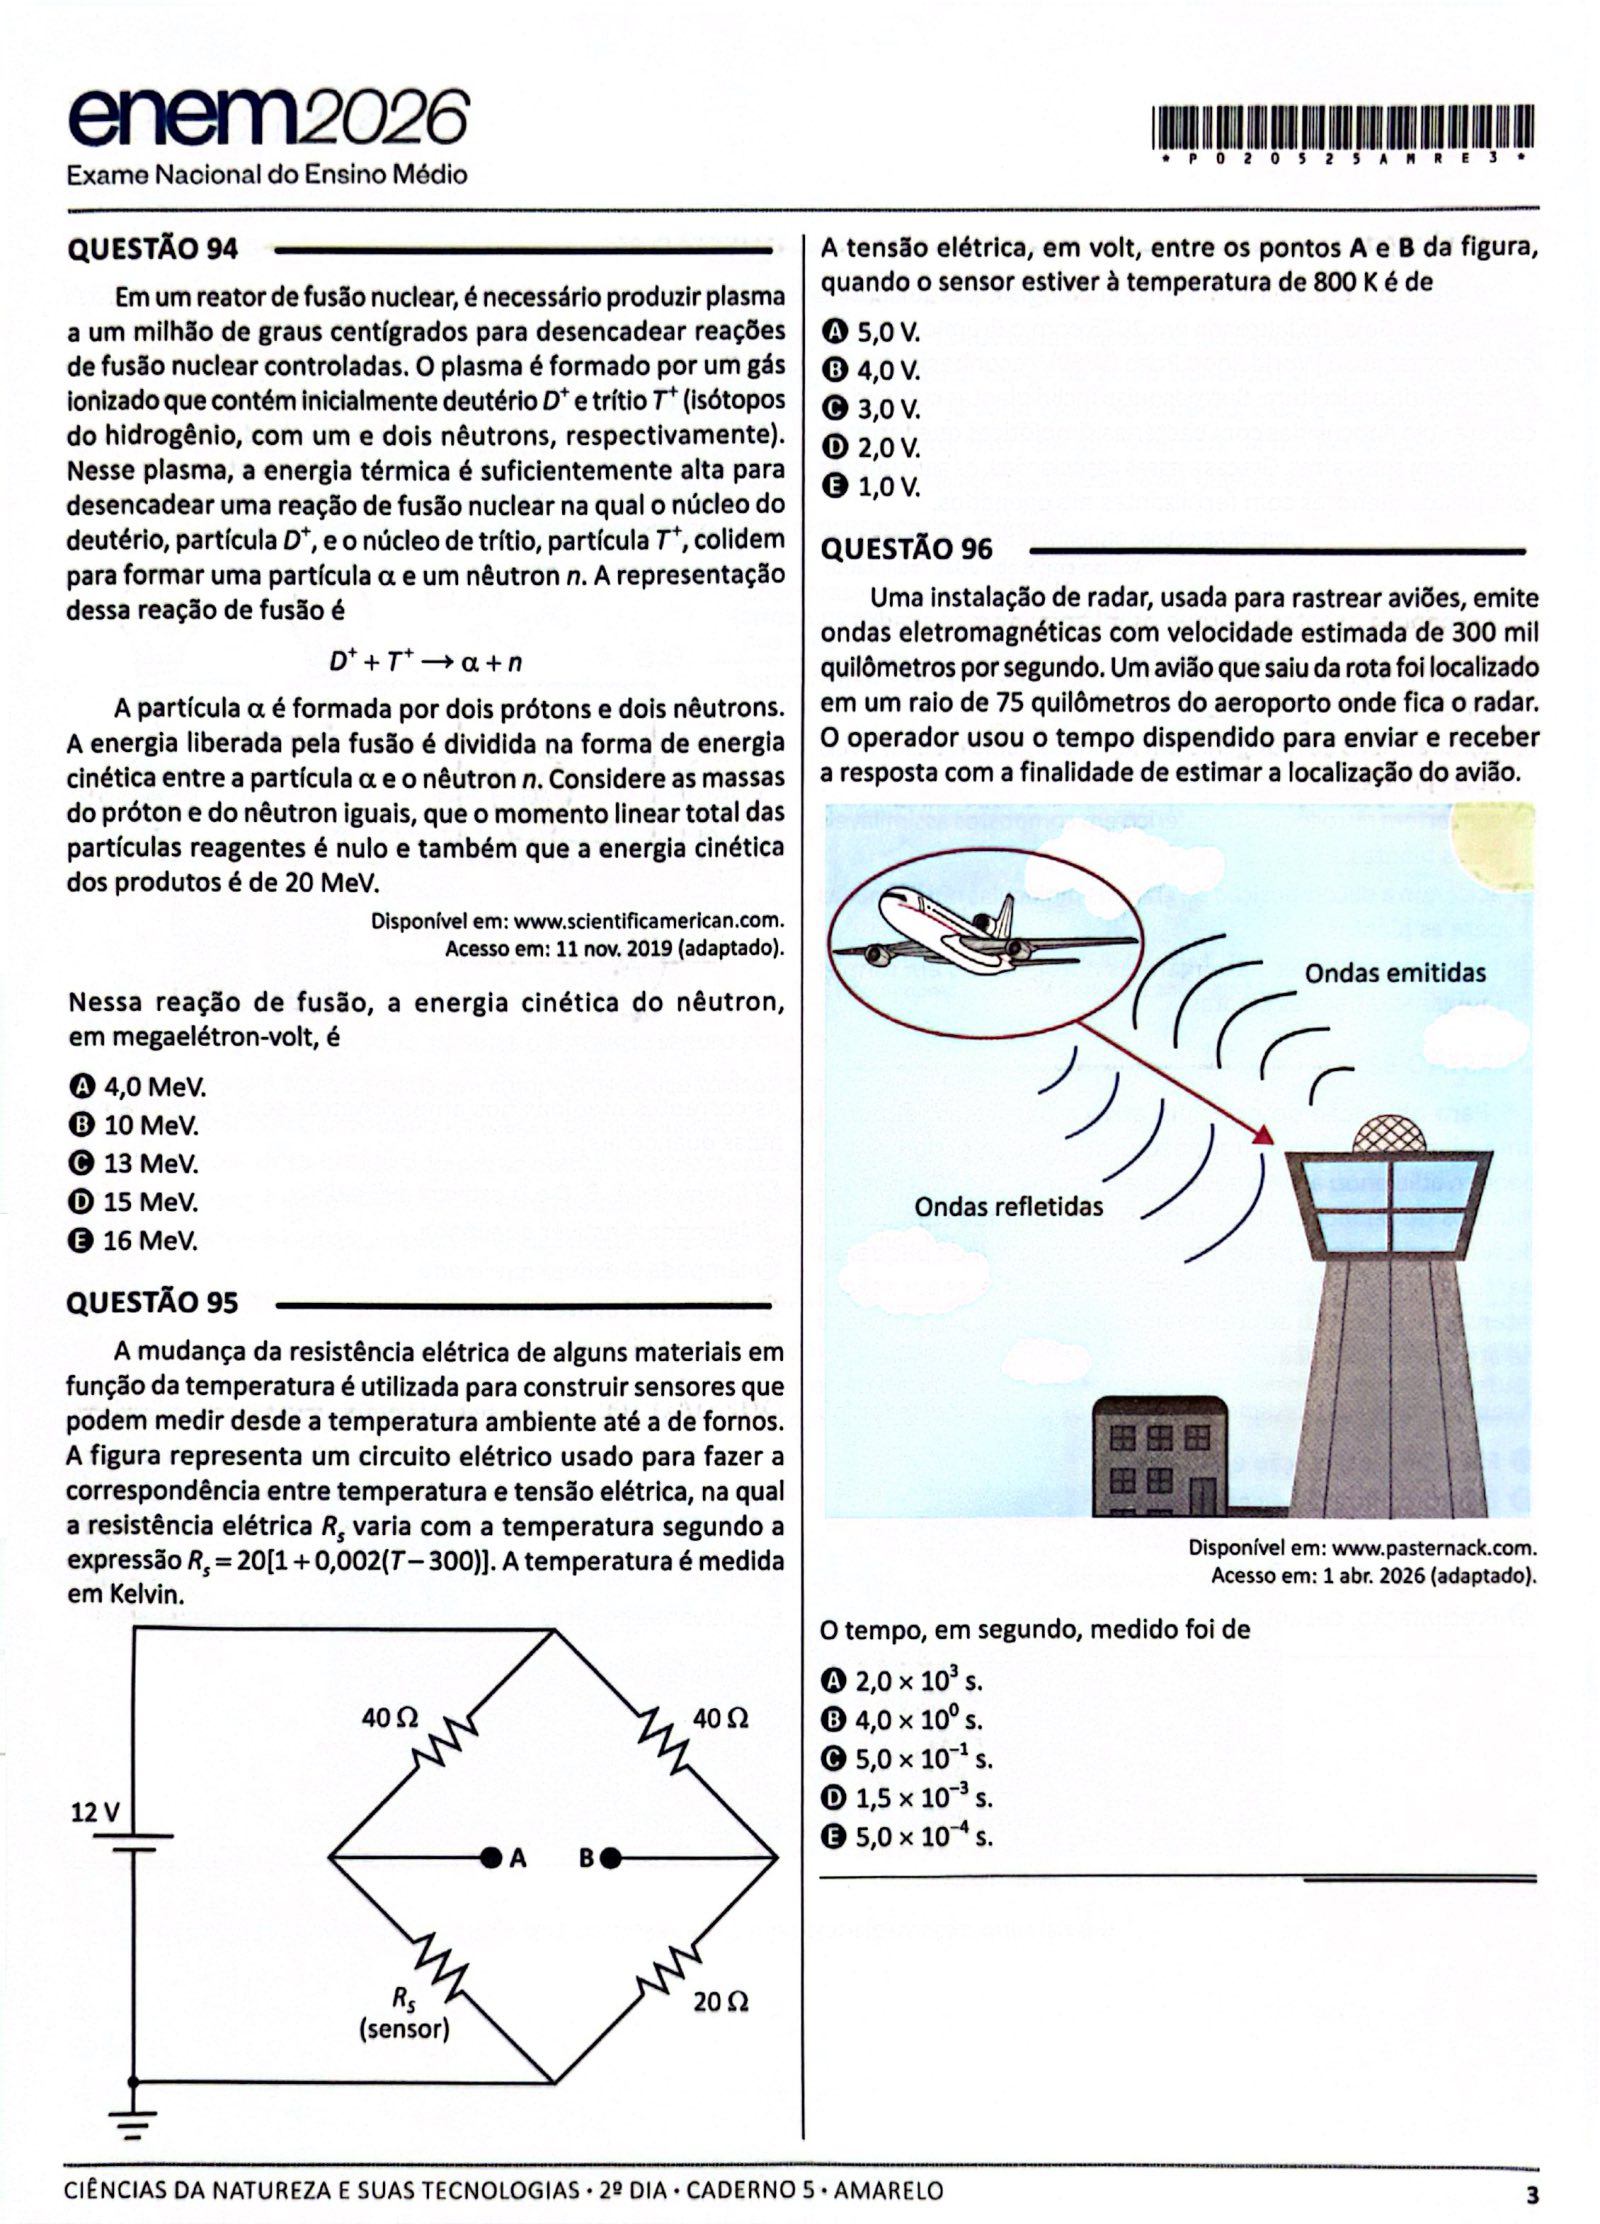 enem2026
Exame Nacional do Ensino Médio
*P020525AMRE3*
QUESTÃO 94
Em um reator de fusão nuclear, é necessário produzir plasma
a um milhão de graus centígrados para desencadear reações
de fusão nuclear controladas. O plasma é formado por um gás
ionizado que contém inicialmente deutério D⁺ e trítio T⁺ (isótopos
do hidrogênio, com um e dois nêutrons, respectivamente).
Nesse plasma, a energia térmica é suficientemente alta para
desencadear uma reação de fusão nuclear na qual o núcleo do
deutério, partícula D⁺, e o núcleo de trítio, partícula T⁺, colidem
para formar uma partícula α e um nêutron n. A representação
dessa reação de fusão é
D⁺ + T⁺ → α + n
A partícula α é formada por dois prótons e dois nêutrons.
A energia liberada pela fusão é dividida na forma de energia
cinética entre a partícula α e o nêutron n. Considere as massas
do próton e do nêutron iguais, que o momento linear total das
partículas reagentes é nulo e também que a energia cinética
dos produtos é de 20 MeV.
Disponível em: www.scientificamerican.com.
Acesso em: 11 nov. 2019 (adaptado).
Nessa reação de fusão, a energia cinética do nêutron,
em megaelétron-volt, é
A 4,0 MeV.
B 10 MeV.
C 13 MeV.
D 15 MeV.
E 16 MeV.
QUESTÃO 95
A mudança da resistência elétrica de alguns materiais em
função da temperatura é utilizada para construir sensores que
podem medir desde a temperatura ambiente até a de fornos.
A figura representa um circuito elétrico usado para fazer a
correspondência entre temperatura e tensão elétrica, na qual
a resistência elétrica Rₛ varia com a temperatura segundo a
expressão Rₛ = 20[1 + 0,002(T – 300)]. A temperatura é medida
em Kelvin.
40 Ω
40 Ω
12 V
A
B
Rₛ
(sensor)
20 Ω
A tensão elétrica, em volt, entre os pontos A e B da figura,
quando o sensor estiver à temperatura de 800 K é de
A 5,0 V.
B 4,0 V.
C 3,0 V.
D 2,0 V.
E 1,0 V.
QUESTÃO 96
Uma instalação de radar, usada para rastrear aviões, emite
ondas eletromagnéticas com velocidade estimada de 300 mil
quilômetros por segundo. Um avião que saiu da rota foi localizado
em um raio de 75 quilômetros do aeroporto onde fica o radar.
O operador usou o tempo dispendido para enviar e receber
a resposta com a finalidade de estimar a localização do avião.
Ondas emitidas
Ondas refletidas
Disponível em: www.pasternack.com.
Acesso em: 1 abr. 2026 (adaptado).
O tempo, em segundo, medido foi de
A 2,0 × 10³ s.
B 4,0 × 10⁰ s.
C 5,0 × 10⁻¹ s.
D 1,5 × 10⁻³ s.
E 5,0 × 10⁻⁴ s.
CIÊNCIAS DA NATUREZA E SUAS TECNOLOGIAS • 2º DIA • CADERNO 5 • AMARELO
3